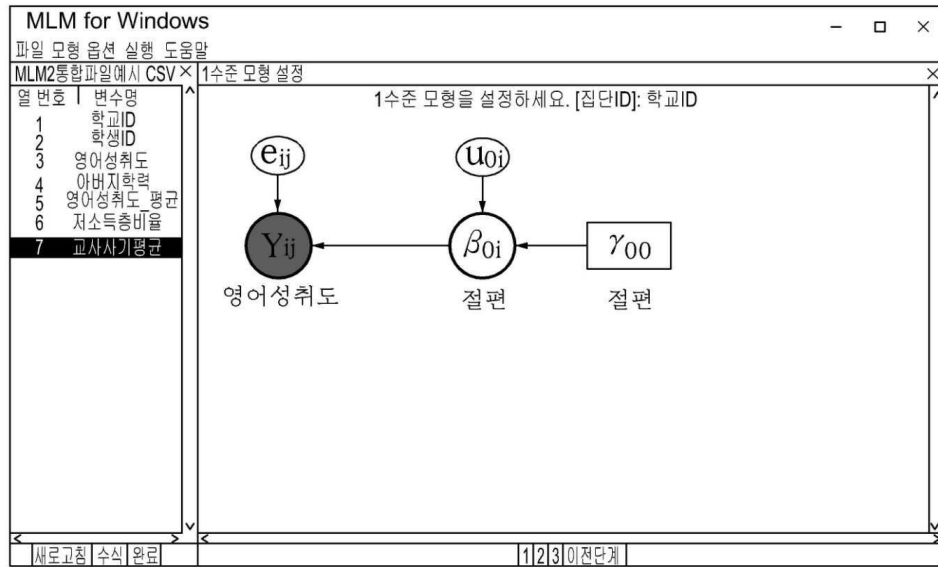 MLM for Windows
파일 모형 옵션 실행 도움말
MLM2통합파일예시 CSV × 1수준 모형 설정 ×
열 번호 변수명
1수준 모형을 설정하세요. [집단ID]: 학교ID
1 학교ID
2 학생ID
3 영어성취도
4 아버지학력
5 영어성취도_평균
6 저소득층비율
7 교사사기평균
eij u0i
Yij β0i γ00
영어성취도 절편 절편
새로고침 수식 완료 1 2 3 이전단계